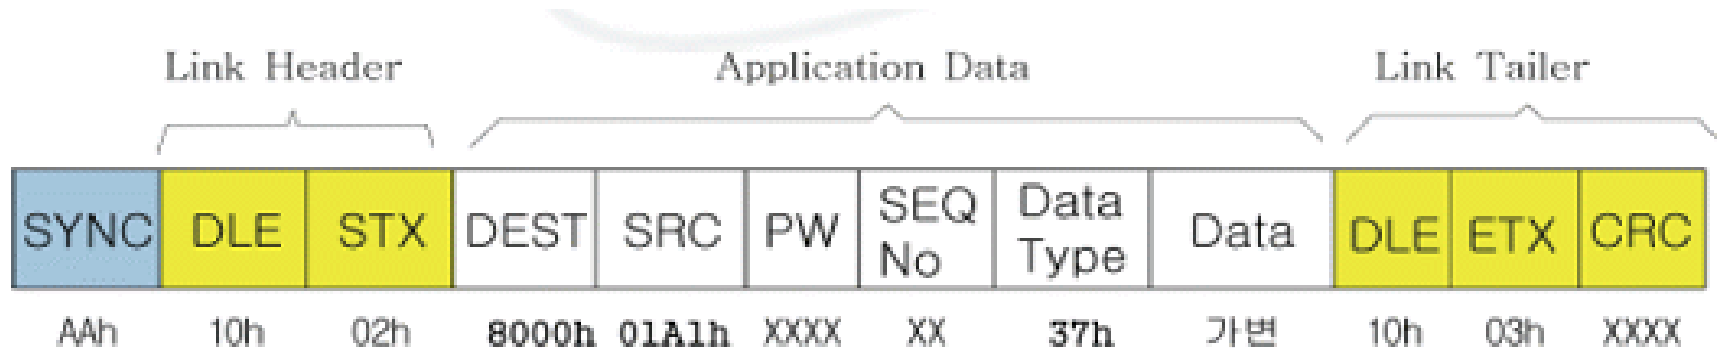 Link Header Application Data Link Tailer
SYNC DLE STX DEST SRC PW SEQ No Data Type Data DLE ETX CRC
AAh 10h 02h 8000h 01A1h XXXX XX 37h 가변 10h 03h XXXX